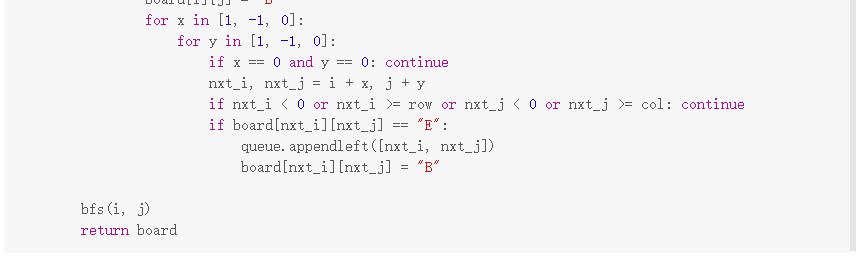 board[i][j] = "B"
for x in [1, -1, 0]:
for y in [1, -1, 0]:
if x == 0 and y == 0: continue
nxt_i, nxt_j = i + x, j + y
if nxt_i < 0 or nxt_i >= row or nxt_j < 0 or nxt_j >= col: continue
if board[nxt_i][nxt_j] == "E":
queue.appendleft([nxt_i, nxt_j])
board[nxt_i][nxt_j] = "B"
bfs(i, j)
return board